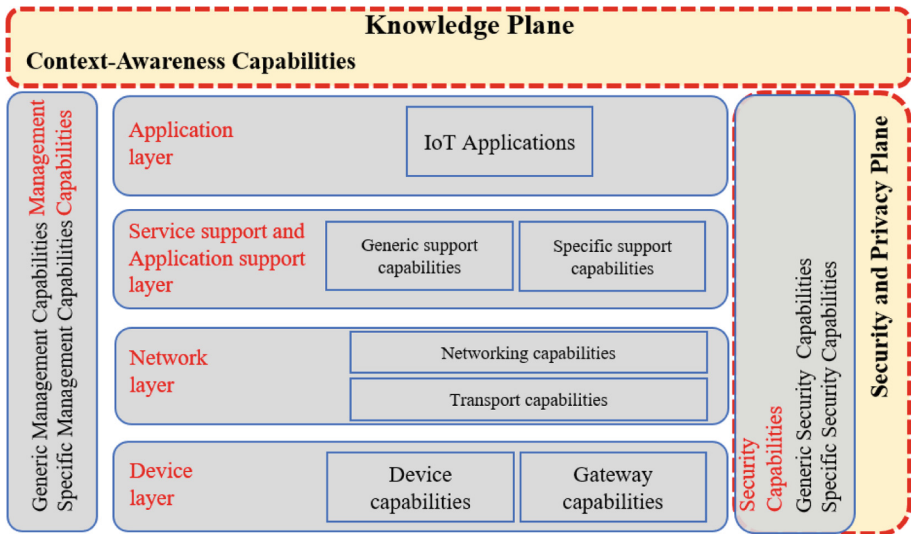 Knowledge Plane
Context-Awareness Capabilities
Management
Capabilities
Generic Management Capabilities
Specific Management Capabilities
Application
layer
IoT Applications
Service support and
Application support
layer
Generic support
capabilities
Specific support
capabilities
Network
layer
Networking capabilities
Transport capabilities
Device
layer
Device
capabilities
Gateway
capabilities
Security
Capabilities
Generic Security Capabilities
Specific Security Capabilities
Security and Privacy Plane